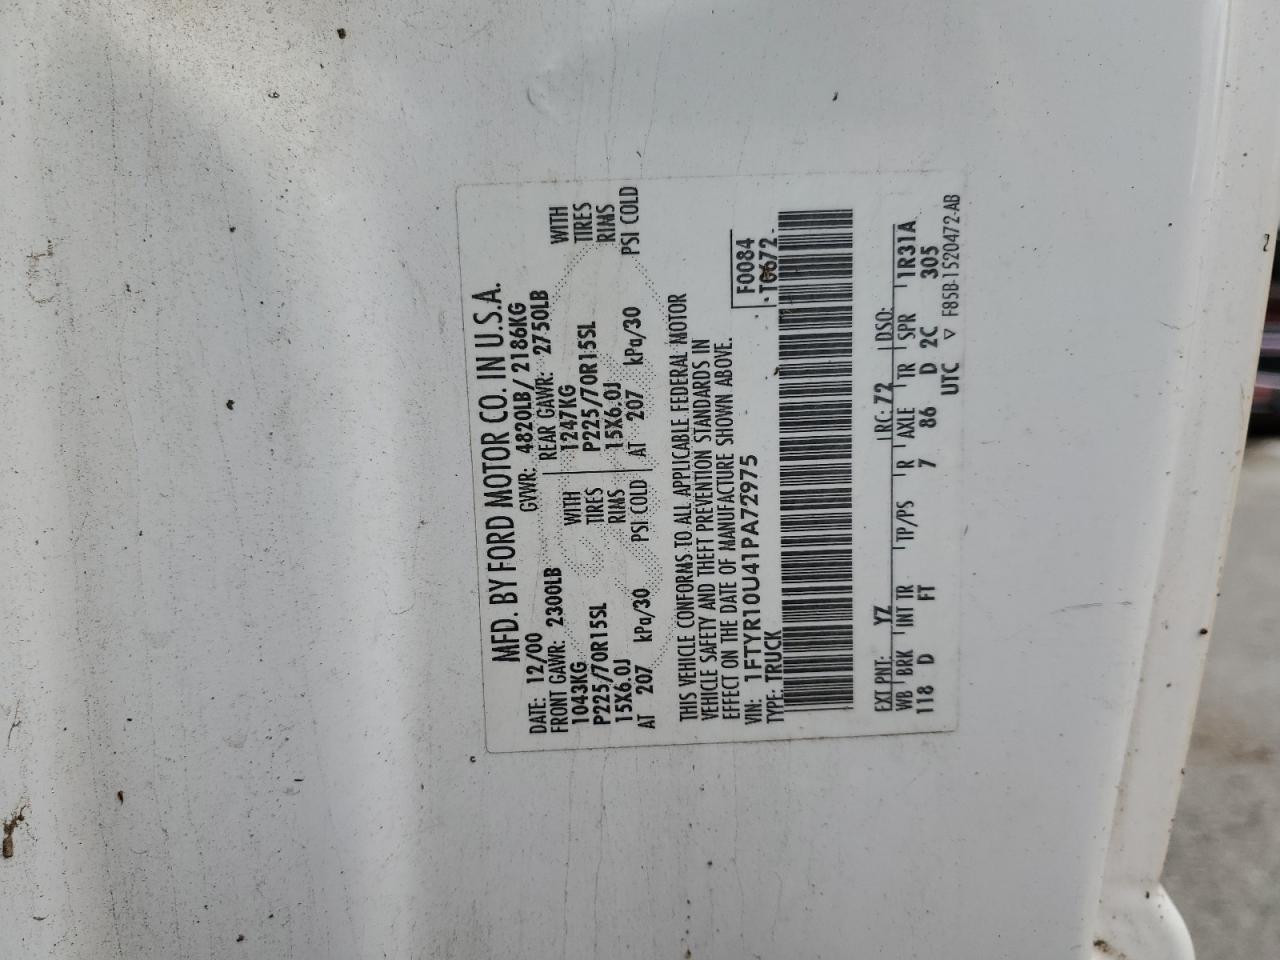 MFD. BY FORD MOTOR CO. IN U.S.A.
DATE: 12/00 GVWR: 4820LB/ 2186KG
FRONT GAWR: 2300LB REAR GAWR: 2750LB
1043KG WITH 1247KG WITH
P225/70R15SL TIRES P225/70R15SL TIRES
15X6.0J RIMS 15X6.0J RIMS
AT 207 kPa/30 PSI COLD AT 207 kPa/30 PSI COLD
THIS VEHICLE CONFORMS TO ALL APPLICABLE FEDERAL MOTOR
VEHICLE SAFETY AND THEFT PREVENTION STANDARDS IN
EFFECT ON THE DATE OF MANUFACTURE SHOWN ABOVE.
VIN: 1FTYR10U41PA72975 F0084
TYPE: TRUCK
EXT PNT: YZ RC: 72 DSO:
WB BRK INT TR TP/PS R AXLE TR SPR 1R31A
118 D FT 7 86 D 2C 305
UTC ▽ F85B-1520472-AB